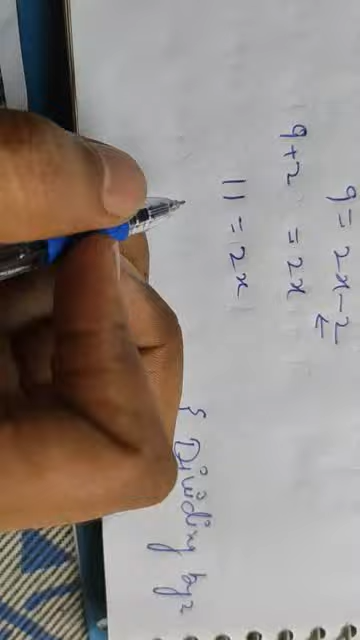 9 = 2x - 2
9 + 2 = 2x
11 = 2x
{ Dividing by 2